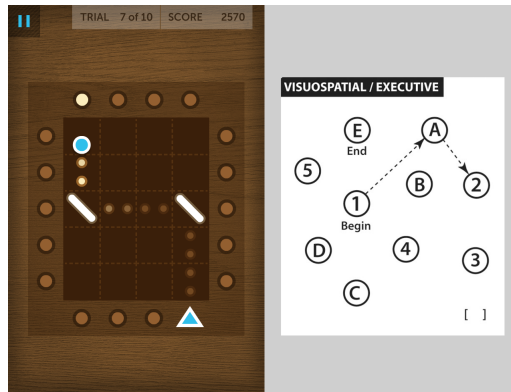 TRIAL 7 of 10 SCORE 2570
VISUOSPATIAL / EXECUTIVE
E
End
A
5
B
2
1
Begin
D
4
3
C
[ ]